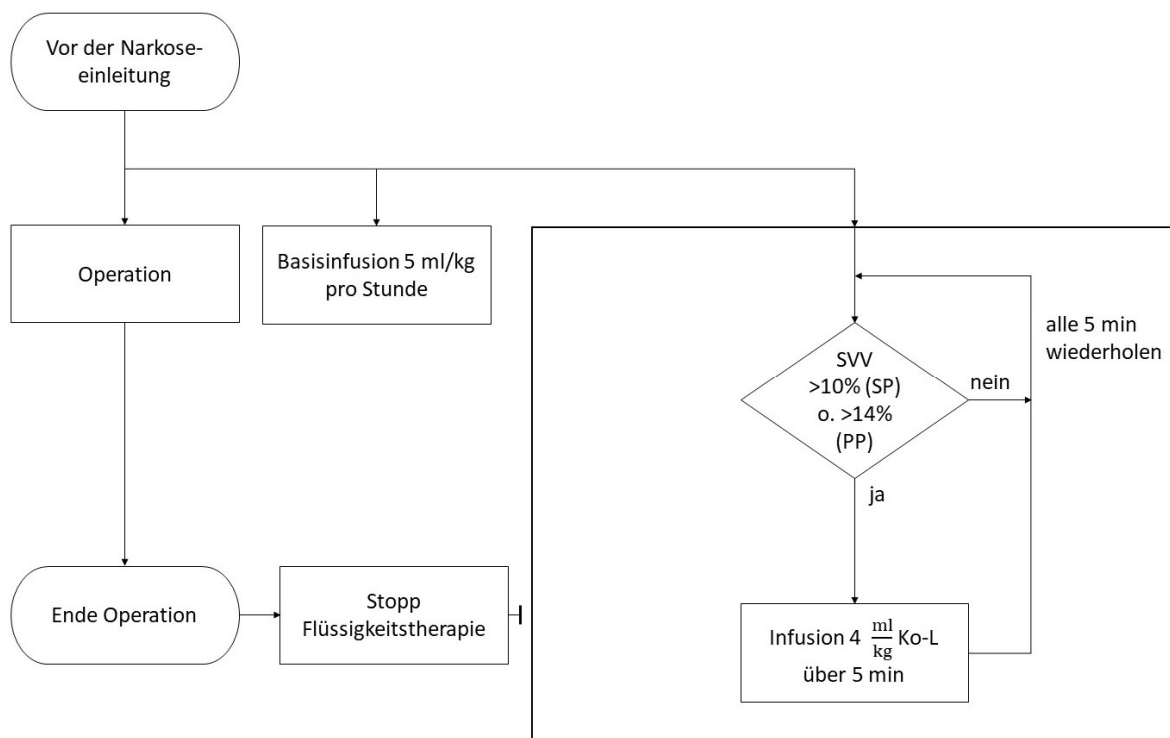 Vor der Narkose-
einleitung
Operation
Basisinfusion 5 ml/kg
pro Stunde
alle 5 min
wiederholen
SVV
>10% (SP)
o. >14%
(PP)
nein
ja
Ende Operation
Stopp
Flüssigkeitstherapie
Infusion 4 ml/kg Ko-L
über 5 min